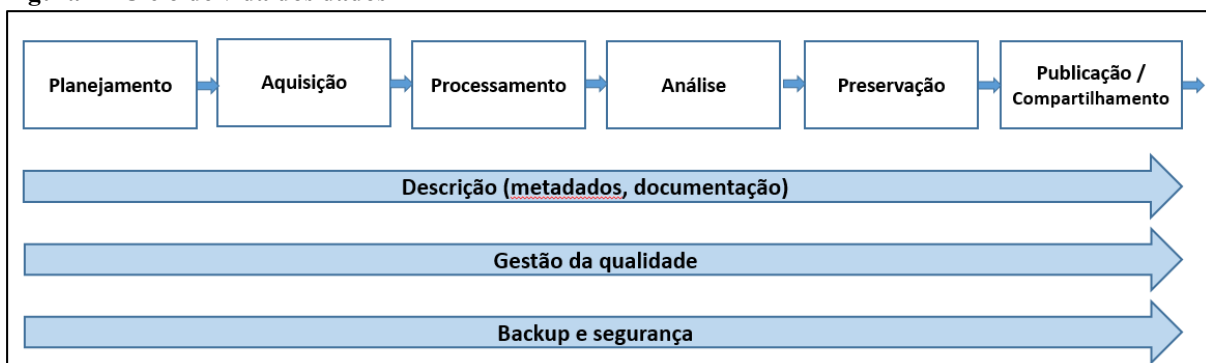 Planejamento
Aquisição
Processamento
Análise
Preservação
Publicação /
Compartilhamento
Descrição (metadados, documentação)
Gestão da qualidade
Backup e segurança